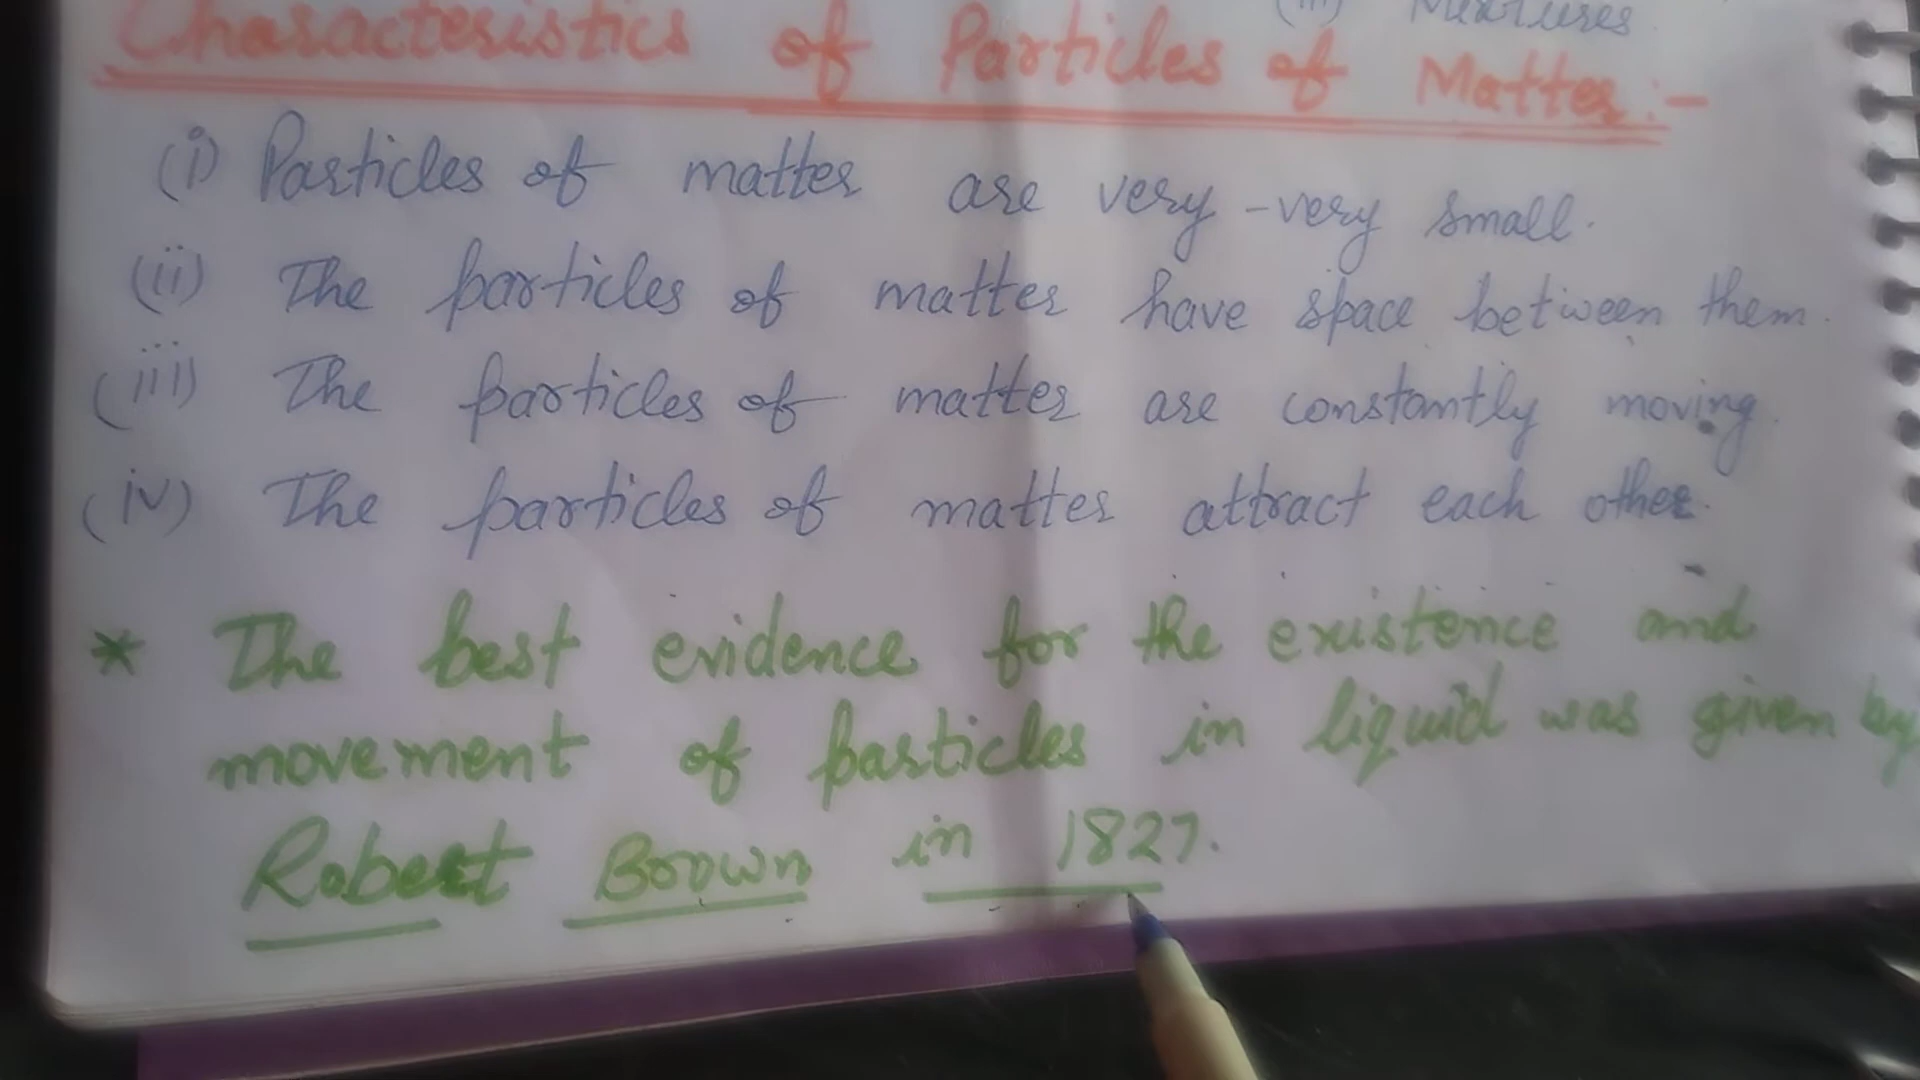 (iii) Mixtures
Characteristics of Particles of Matter:-
(i) Particles of matter are very-very small.
(ii) The particles of matter have space between them.
(iii) The particles of matter are constantly moving.
(iv) The particles of matter attract each other.
* The best evidence for the existence and
movement of particles in liquid was given by
Robert Brown in 1827.